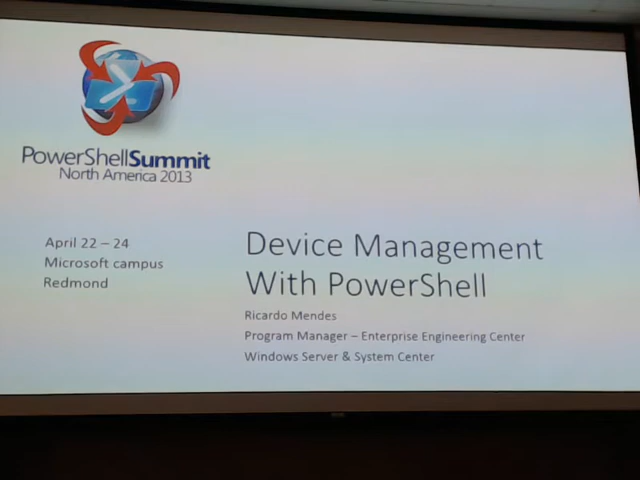 PowerShellSummit
North America 2013
April 22 – 24
Microsoft campus
Redmond
Device Management
With PowerShell
Ricardo Mendes
Program Manager – Enterprise Engineering Center
Windows Server & System Center